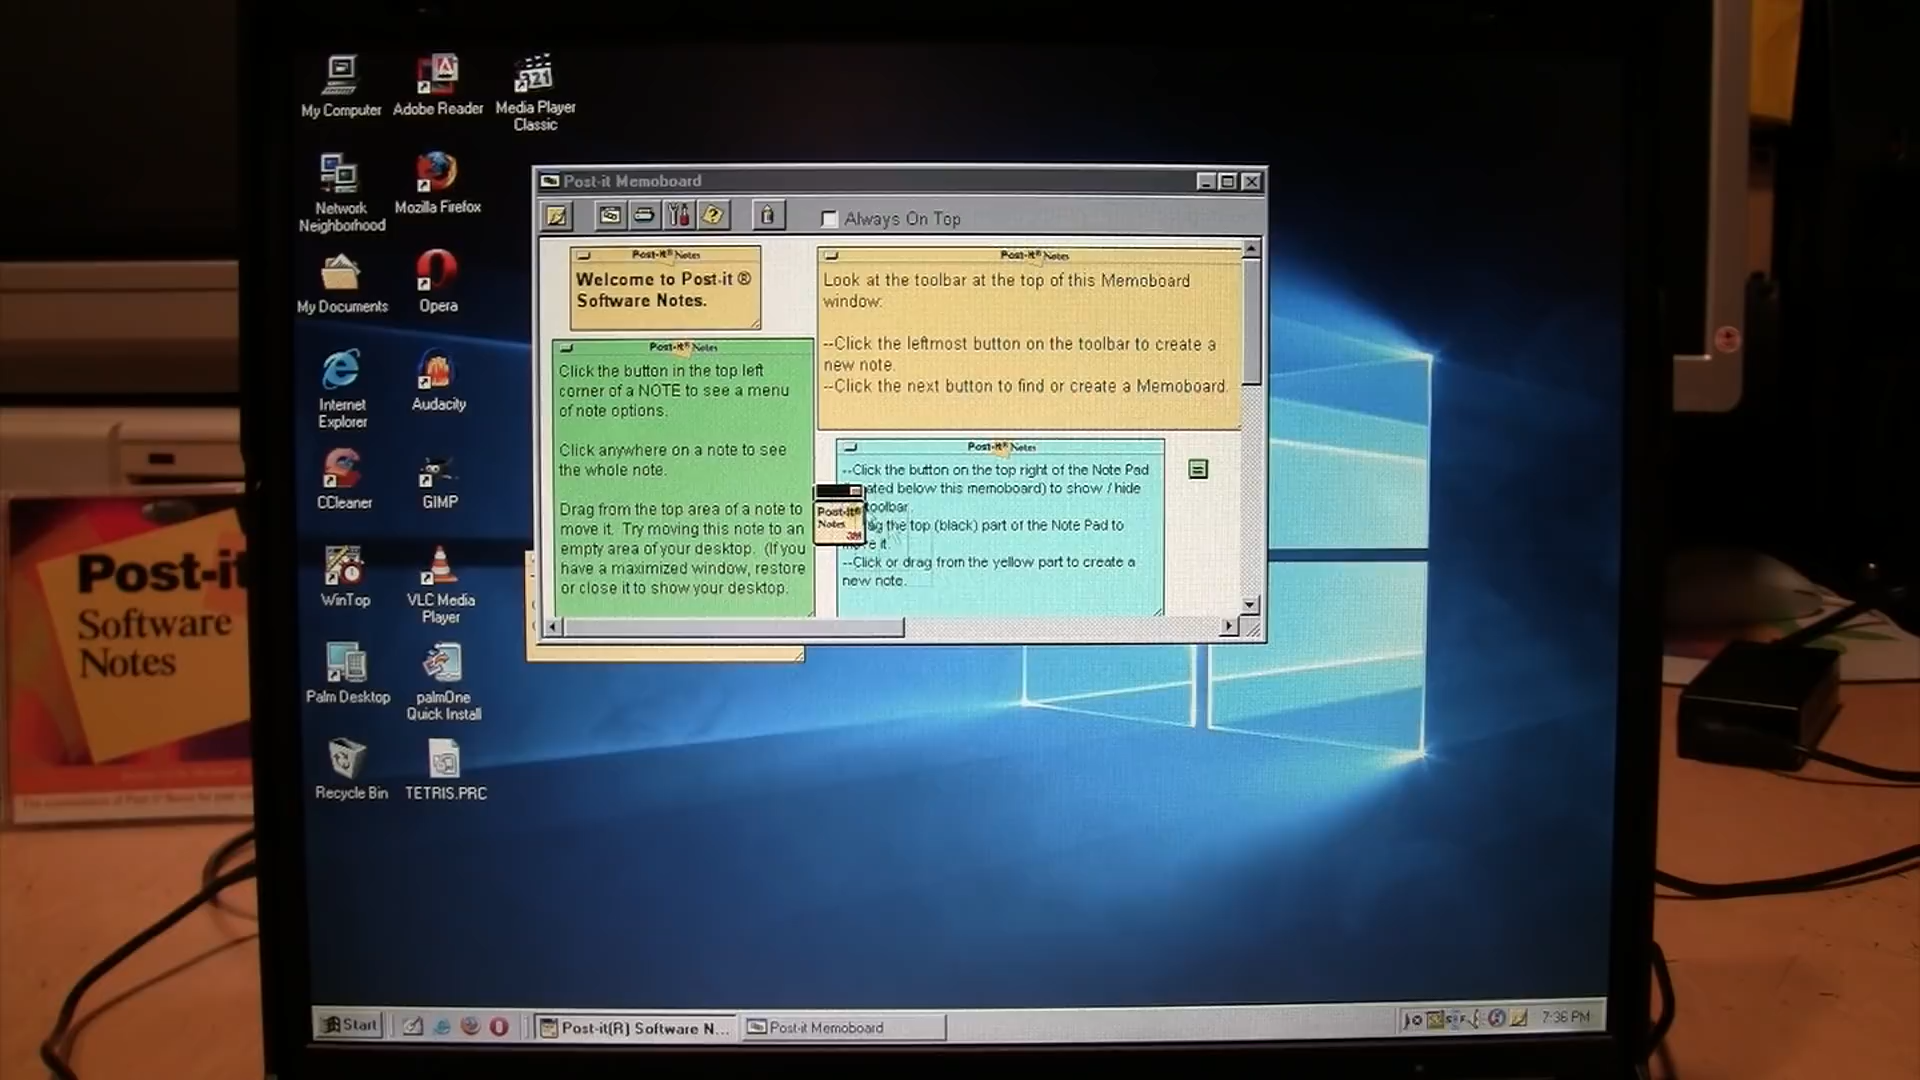 My Computer
Adobe Reader
Media Player
Classic
Network
Neighborhood
Mozilla Firefox
My Documents
Opera
Internet
Explorer
Audacity
CCleaner
GIMP
WinTop
VLC Media
Player
Palm Desktop
palmOne
Quick Install
Recycle Bin
TETRIS.PRC
Post-it Memoboard
Always On Top
Post-it® Notes
Welcome to Post-it ®
Software Notes.
Post-it® Notes
Look at the toolbar at the top of this Memoboard
window:
--Click the leftmost button on the toolbar to create a
new note.
--Click the next button to find or create a Memoboard.
Post-it® Notes
Click the button in the top left
corner of a NOTE to see a menu
of note options.
Click anywhere on a note to see
the whole note.
Drag from the top area of a note to
move it. Try moving this note to an
empty area of your desktop. (If you
have a maximized window, restore
or close it to show your desktop.
Post-it® Notes
--Click the button on the top right of the Note Pad
ated below this memoboard) to show / hide
toolbar.
ag the top (black) part of the Note Pad to
it.
--Click or drag from the yellow part to create a
new note.
Post-it®
Notes
3M
Post-it
Software
Notes
Start
Post-it(R) Software N...
Post-it Memoboard
7:36 PM